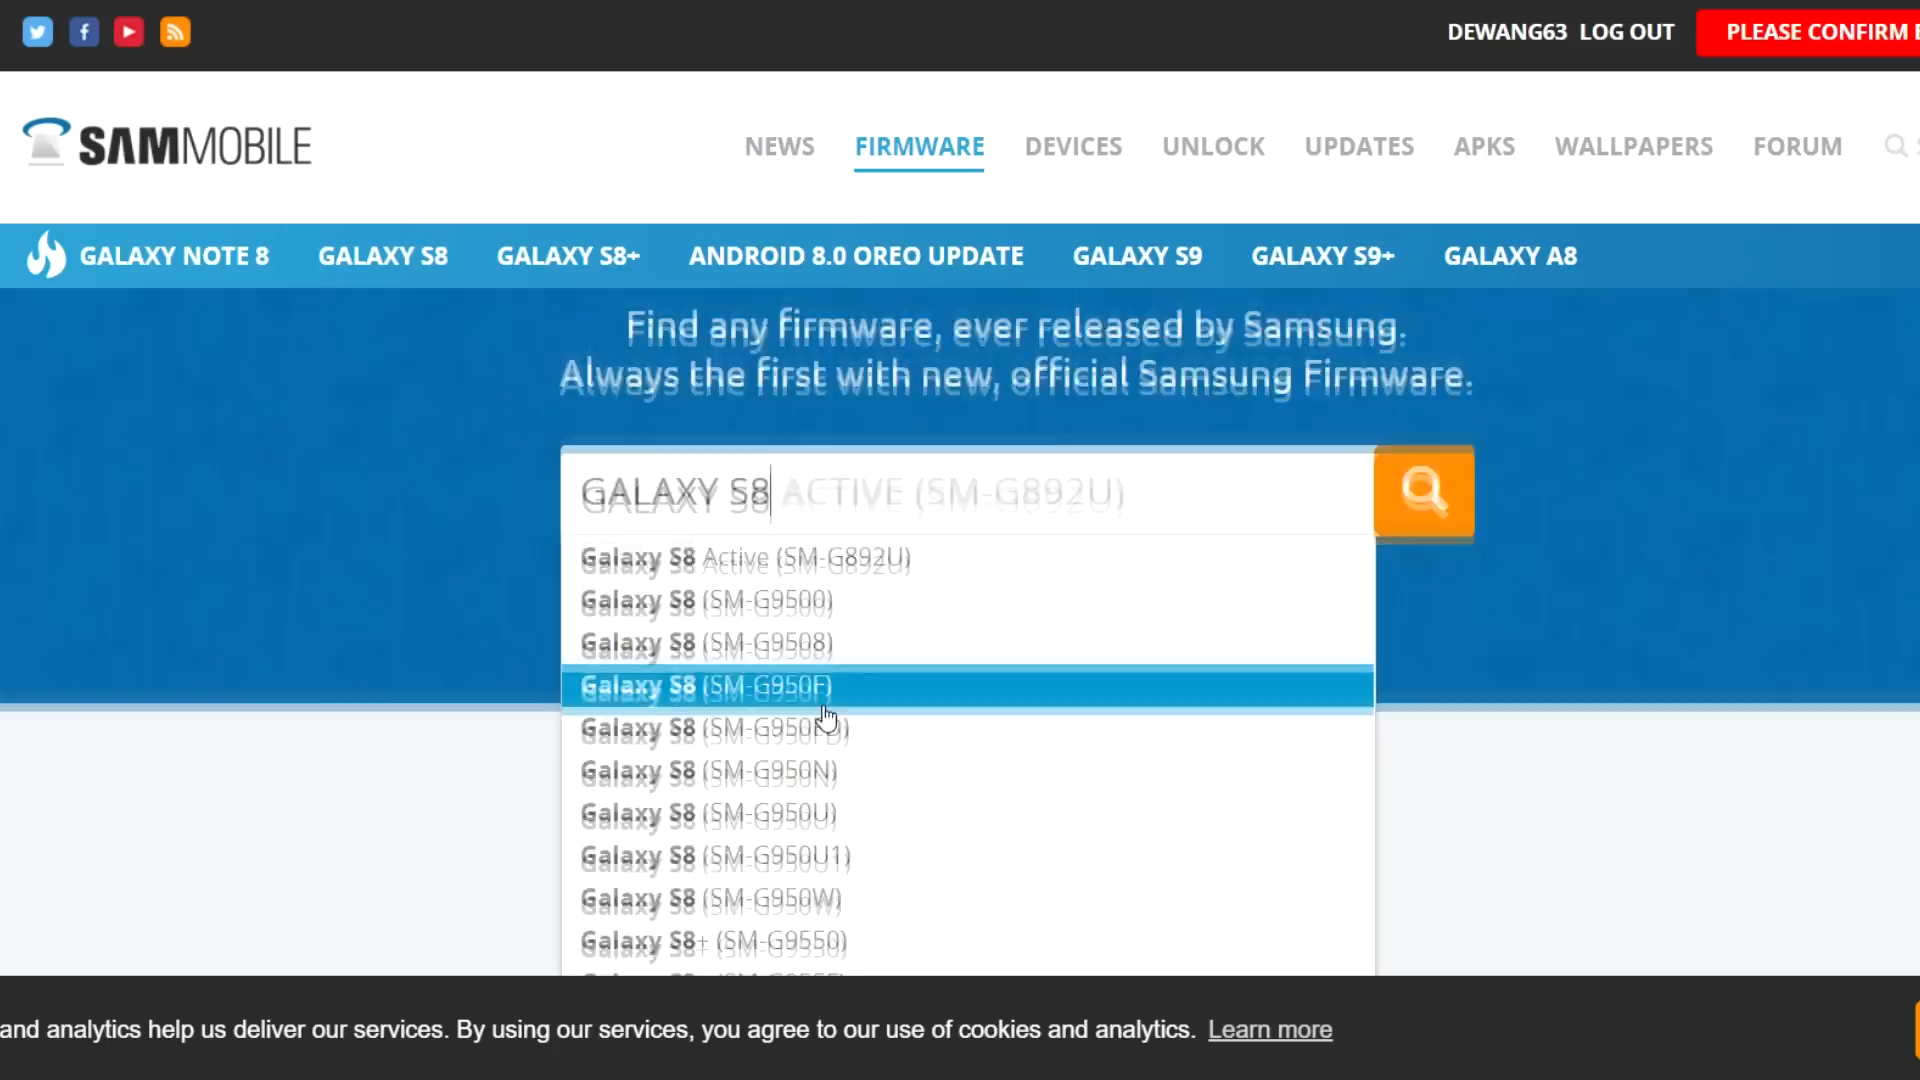 DEWANG63 LOG OUT PLEASE CONFIRM
SAMMOBILE
NEWS FIRMWARE DEVICES UNLOCK UPDATES APKS WALLPAPERS FORUM
GALAXY NOTE 8 GALAXY S8 GALAXY S8+ ANDROID 8.0 OREO UPDATE GALAXY S9 GALAXY S9+ GALAXY A8
Find any firmware, ever released by Samsung.
Always the first with new, official Samsung Firmware.
GALAXY S8 ACTIVE (SM-G892U)
Galaxy S8 Active (SM-G892U)
Galaxy S8 (SM-G9500)
Galaxy S8 (SM-G9508)
Galaxy S8 (SM-G950F)
Galaxy S8 (SM-G950FD)
Galaxy S8 (SM-G950N)
Galaxy S8 (SM-G950U)
Galaxy S8 (SM-G950U1)
Galaxy S8 (SM-G950W)
Galaxy S8+ (SM-G9550)
and analytics help us deliver our services. By using our services, you agree to our use of cookies and analytics. Learn more